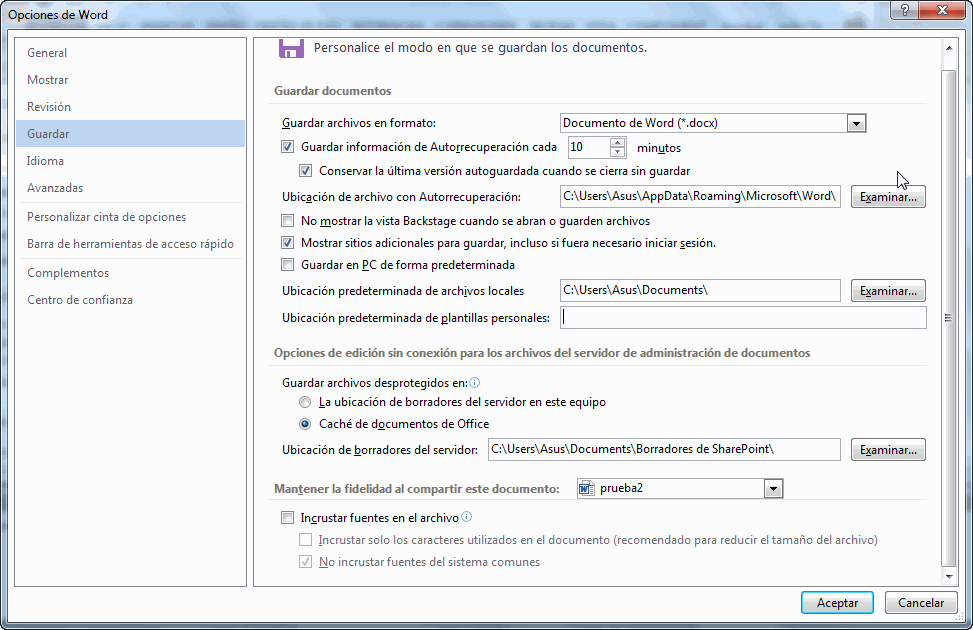 Opciones de Word
General
Mostrar
Revisión
Guardar
Idioma
Avanzadas
Personalizar cinta de opciones
Barra de herramientas de acceso rápido
Complementos
Centro de confianza
Personalice el modo en que se guardan los documentos.
Guardar documentos
Guardar archivos en formato: Documento de Word (*.docx)
Guardar información de Autorrecuperación cada 10 minutos
Conservar la última versión autoguardada cuando se cierra sin guardar
Ubicación de archivo con Autorrecuperación: C:\Users\Asus\AppData\Roaming\Microsoft\Word\ Examinar...
No mostrar la vista Backstage cuando se abran o guarden archivos
Mostrar sitios adicionales para guardar, incluso si fuera necesario iniciar sesión.
Guardar en PC de forma predeterminada
Ubicación predeterminada de archivos locales C:\Users\Asus\Documents\ Examinar...
Ubicación predeterminada de plantillas personales:
Opciones de edición sin conexión para los archivos del servidor de administración de documentos
Guardar archivos desprotegidos en:
La ubicación de borradores del servidor en este equipo
Caché de documentos de Office
Ubicación de borradores del servidor: C:\Users\Asus\Documents\Borradores de SharePoint\ Examinar...
Mantener la fidelidad al compartir este documento: prueba2
Incrustar fuentes en el archivo
Incrustar solo los caracteres utilizados en el documento (recomendado para reducir el tamaño del archivo)
No incrustar fuentes del sistema comunes
Aceptar Cancelar